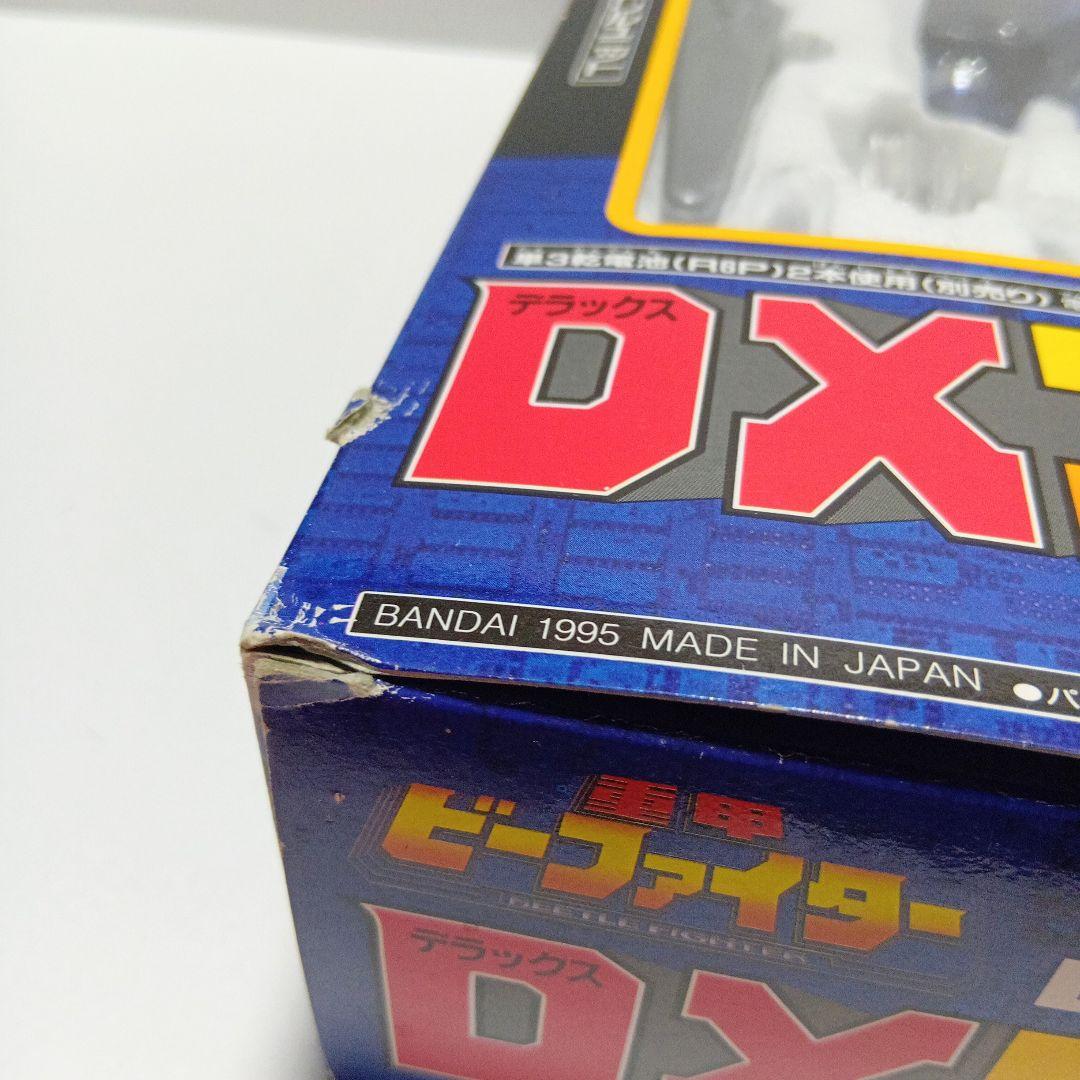 単3乾電池(R6P)2本使用(別売り)
デラックス
DX
BANDAI 1995 MADE IN JAPAN ●パ
重甲
ビーファイター
BEETLE FIGHTER
デラックス
DX